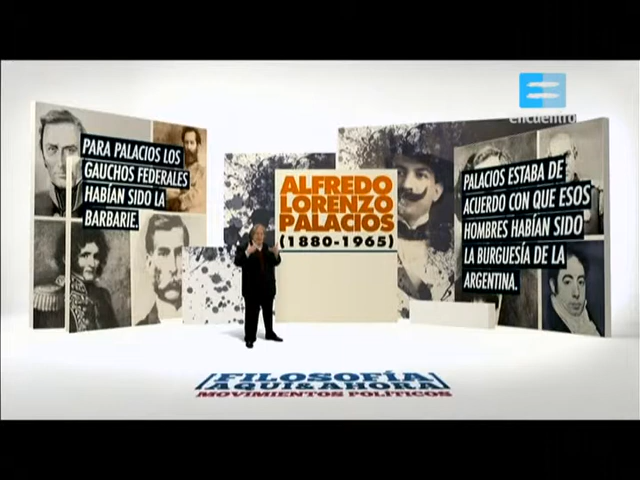 encuentro
PARA PALACIOS LOS
GAUCHOS FEDERALES
HABÍAN SIDO LA
BARBARIE.
ALFREDO
LORENZO
PALACIOS
(1880-1965)
PALACIOS ESTABA DE
ACUERDO CON QUE ESOS
HOMBRES HABÍAN SIDO
LA BURGUESÍA DE LA
ARGENTINA.
FILOSOFÍA
AQUÍ&AHORA
MOVIMIENTOS POLÍTICOS